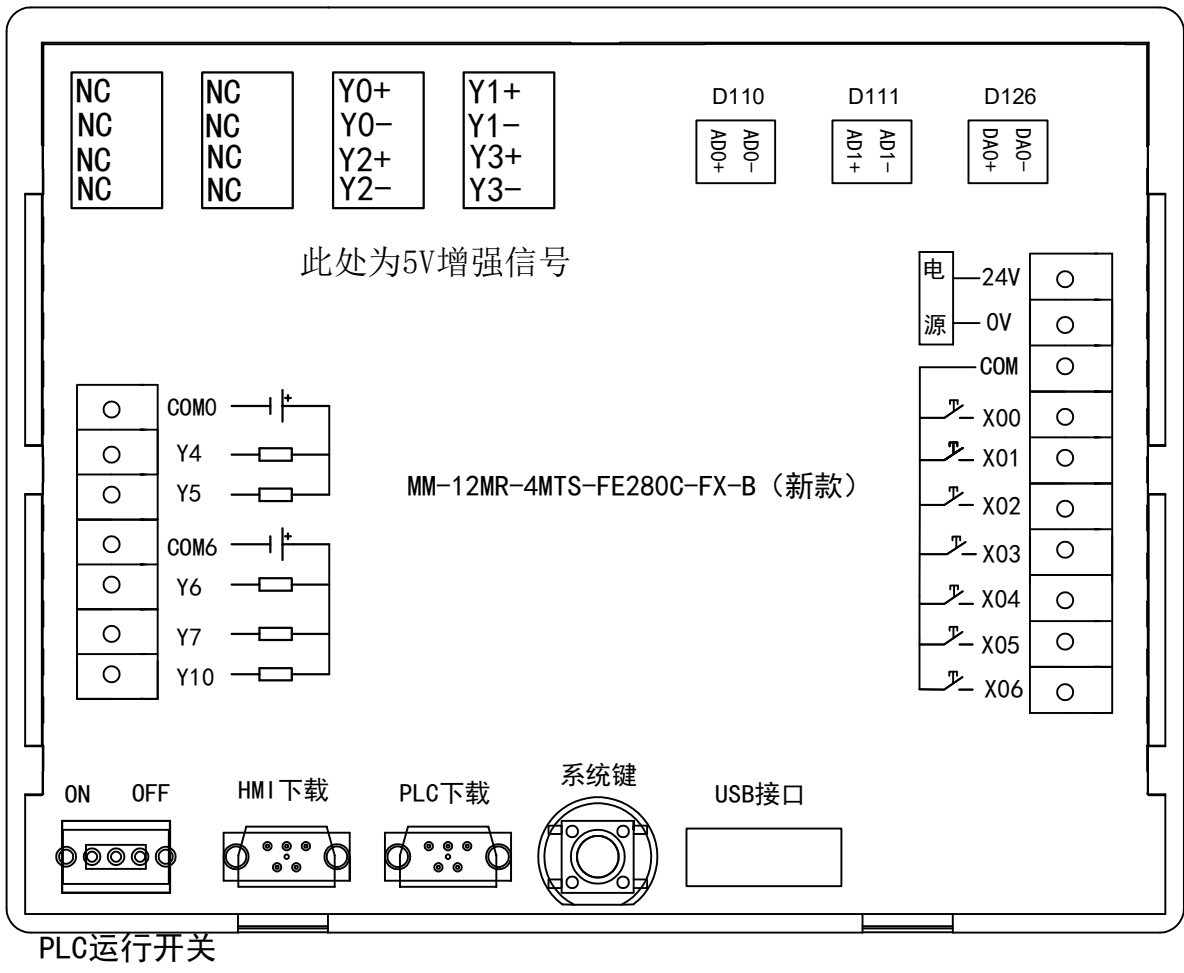 NC
NC
NC
NC
NC
NC
NC
NC
Y0+
Y0-
Y2+
Y2-
Y1+
Y1-
Y3+
Y3-
D110
AD0+
AD0-
D111
AD1+
AD1-
D126
DA0+
DA0-
此处为5V增强信号
电源
24V
0V
COM
X00
X01
X02
X03
X04
X05
X06
COM0
Y4
Y5
COM6
Y6
Y7
Y10
MM-12MR-4MTS-FE280C-FX-B（新款）
ON OFF
HMI下载
PLC下载
系统键
USB接口
PLC运行开关